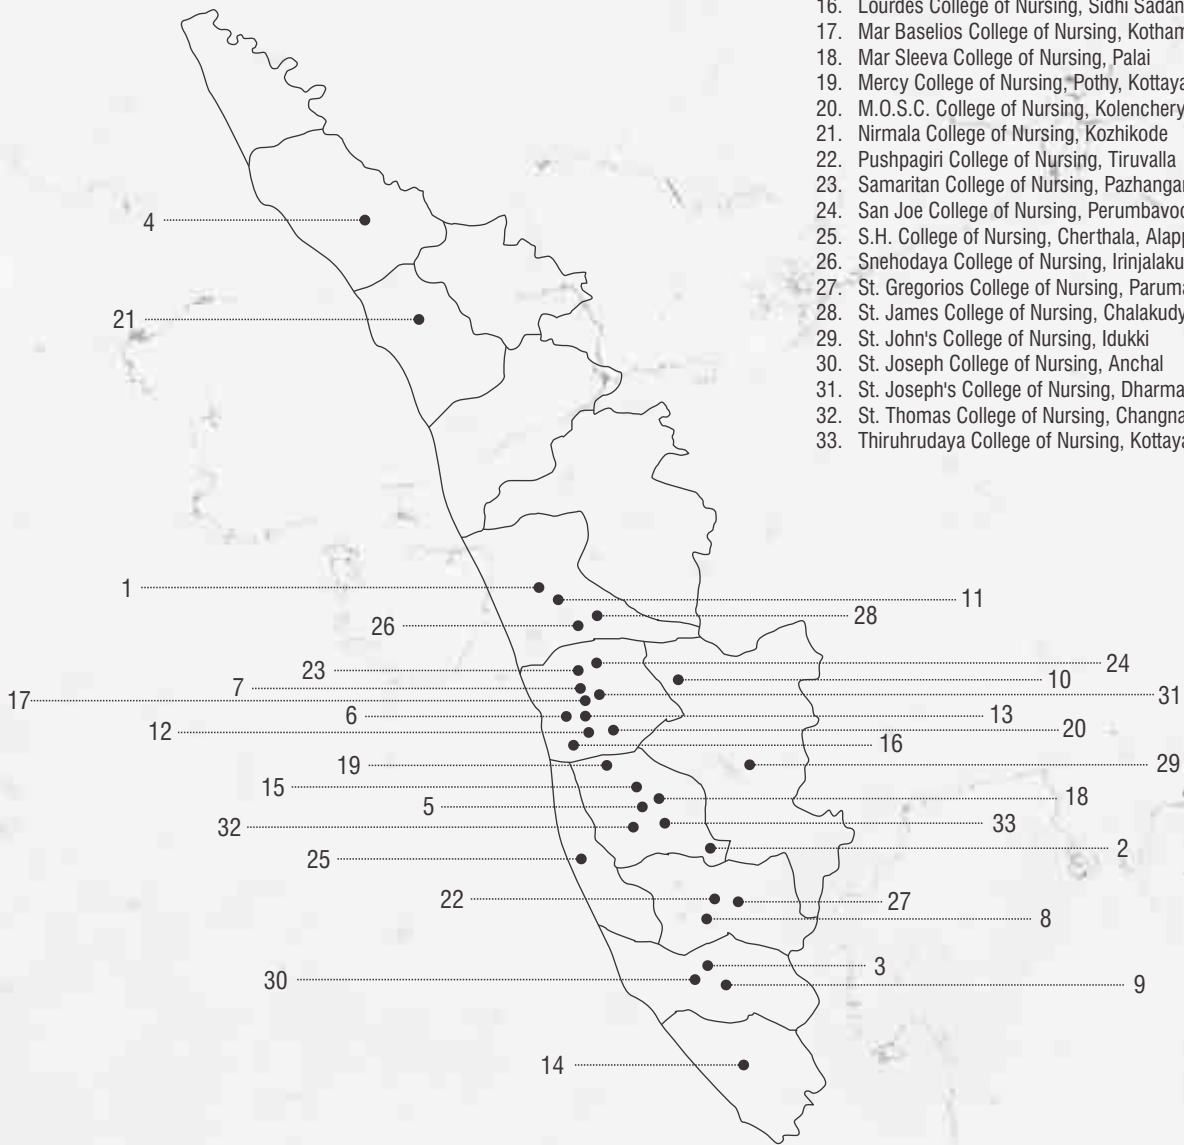 16. Lourdes College of Nursing, Sidhi Sadan
17. Mar Baselios College of Nursing, Kotham
18. Mar Sleeva College of Nursing, Palai
19. Mercy College of Nursing, Pothy, Kottaya
20. M.O.S.C. College of Nursing, Kolenchery
21. Nirmala College of Nursing, Kozhikode
22. Pushpagiri College of Nursing, Tiruvalla
23. Samaritan College of Nursing, Pazhangan
24. San Joe College of Nursing, Perumbavoo
25. S.H. College of Nursing, Cherthala, Alapp
26. Snehodaya College of Nursing, Irinjalaku
27. St. Gregorios College of Nursing, Paruma
28. St. James College of Nursing, Chalakudy
29. St. John's College of Nursing, Idukki
30. St. Joseph College of Nursing, Anchal
31. St. Joseph's College of Nursing, Dharma
32. St. Thomas College of Nursing, Changna
33. Thiruhrudaya College of Nursing, Kottaya
4
21
1
11
28
26
24
23
10
7
31
17
6
13
12
20
16
19
29
15
18
5
33
32
2
25
22
27
8
3
30
9
14